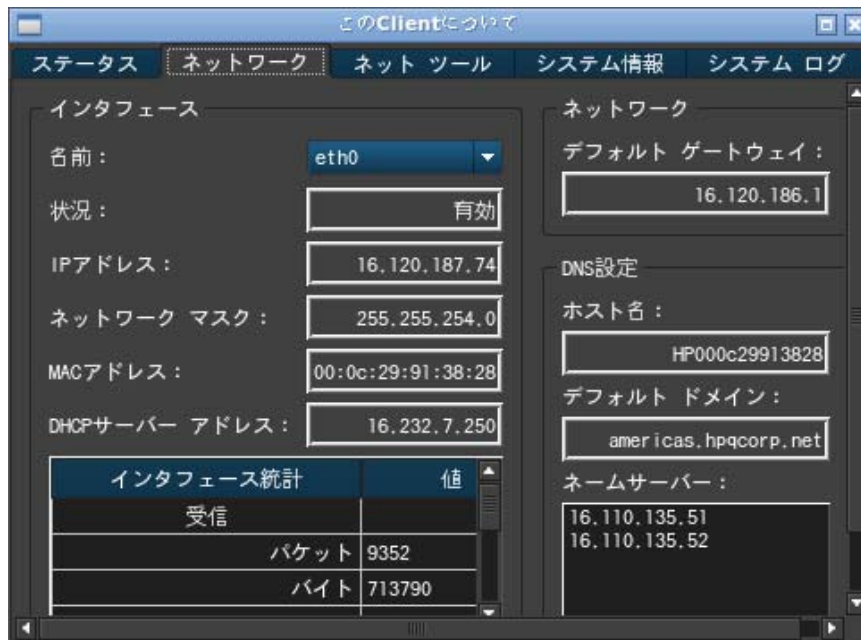 このClientについて
ステータス ネットワーク ネット ツール システム情報 システム ログ
インタフェース
名前： eth0
状況： 有効
IPアドレス： 16.120.187.74
ネットワーク マスク： 255.255.254.0
MACアドレス： 00:0c:29:91:38:28
DHCPサーバー アドレス： 16.232.7.250
インタフェース統計 値
受信
パケット 9352
バイト 713790
ネットワーク
デフォルト ゲートウェイ：
16.120.186.1
DNS設定
ホスト名：
HP000c29913828
デフォルト ドメイン：
americas.hpqcorp.net
ネームサーバー：
16.110.135.51
16.110.135.52